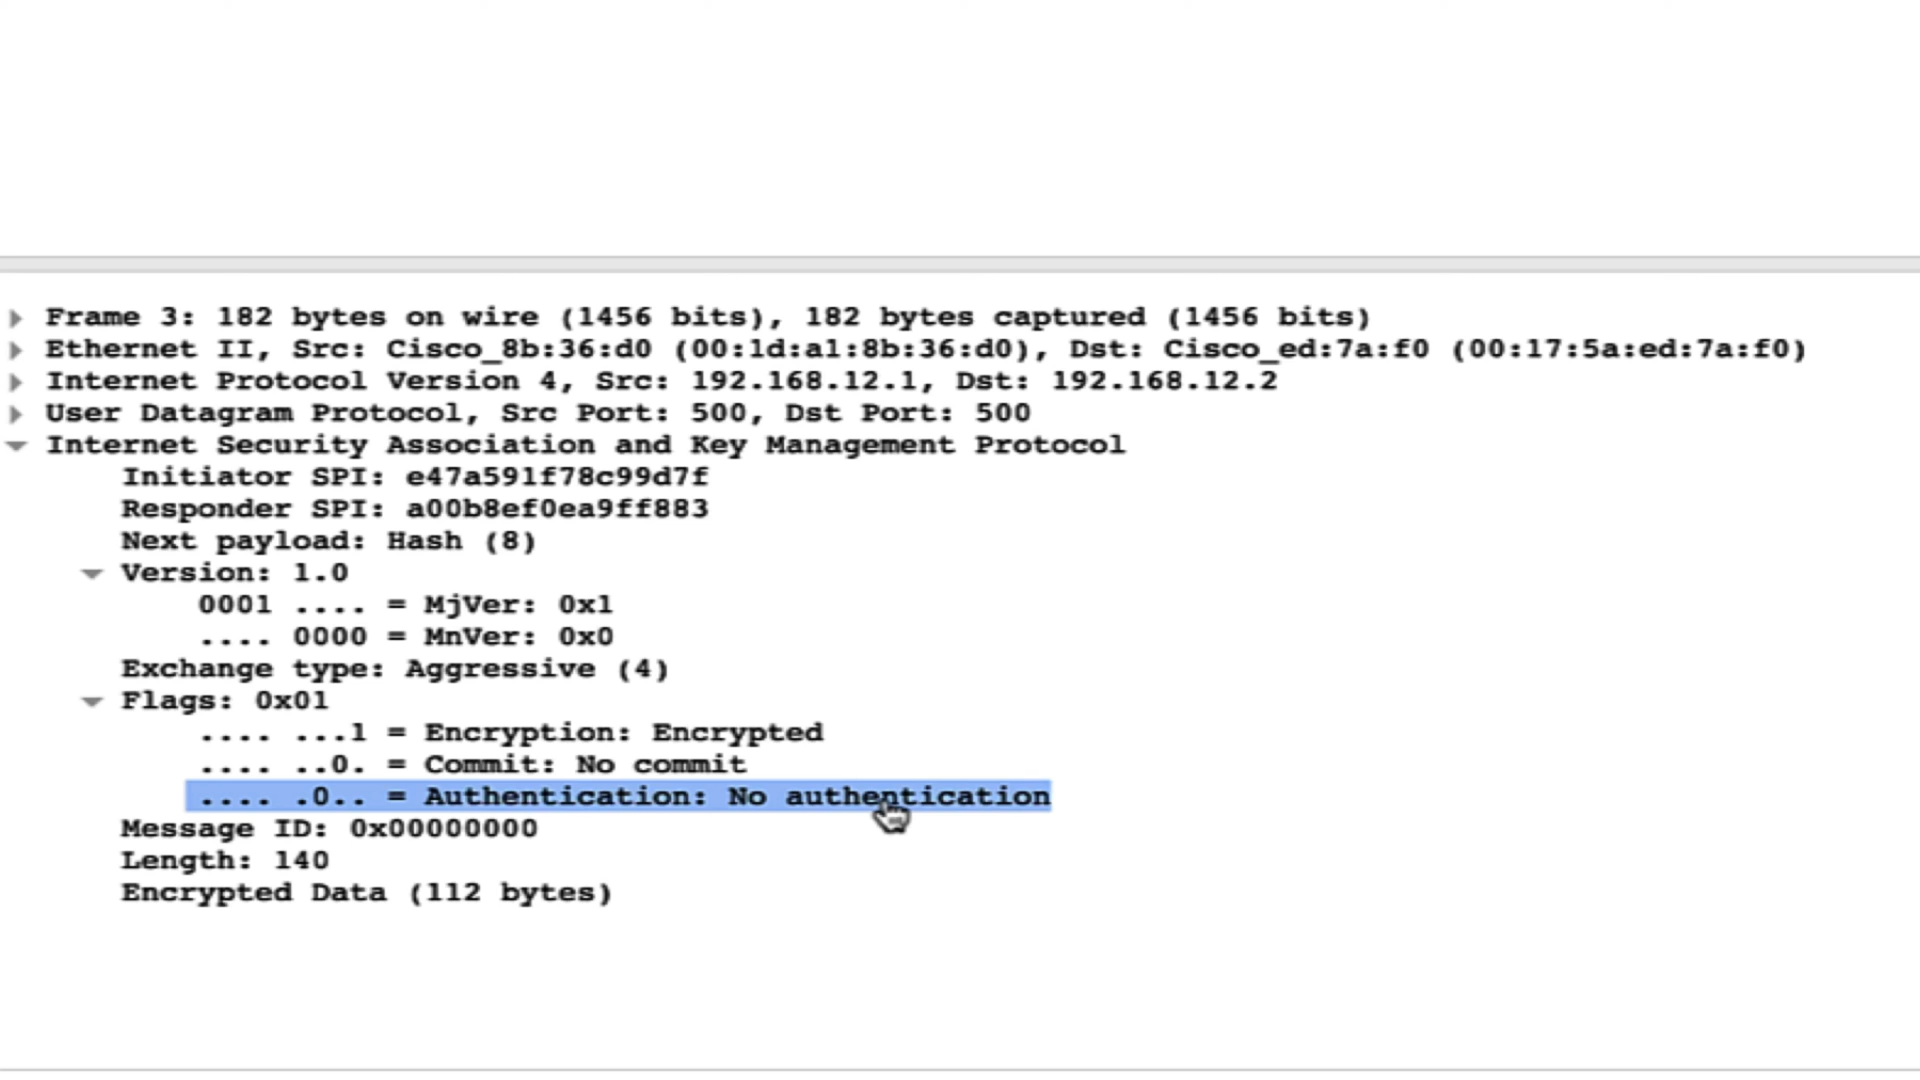 Frame 3: 182 bytes on wire (1456 bits), 182 bytes captured (1456 bits)
Ethernet II, Src: Cisco_8b:36:d0 (00:1d:a1:8b:36:d0), Dst: Cisco_ed:7a:f0 (00:17:5a:ed:7a:f0)
Internet Protocol Version 4, Src: 192.168.12.1, Dst: 192.168.12.2
User Datagram Protocol, Src Port: 500, Dst Port: 500
Internet Security Association and Key Management Protocol
Initiator SPI: e47a591f78c99d7f
Responder SPI: a00b8ef0ea9ff883
Next payload: Hash (8)
Version: 1.0
0001 .... = MjVer: 0x1
.... 0000 = MnVer: 0x0
Exchange type: Aggressive (4)
Flags: 0x01
.... ...1 = Encryption: Encrypted
.... ..0. = Commit: No commit
.... .0.. = Authentication: No authentication
Message ID: 0x00000000
Length: 140
Encrypted Data (112 bytes)